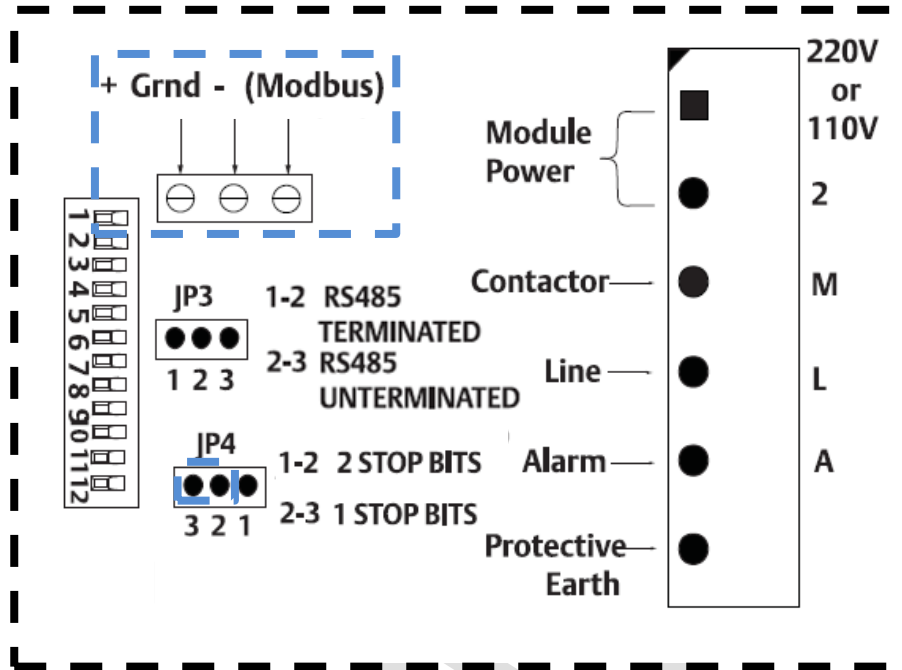 + Grnd - (Modbus)
1
2
3
4
5
6
7
8
9
10
11
12
JP3
1 2 3
1-2 RS485
TERMINATED
2-3 RS485
UNTERMINATED
JP4
3 2 1
1-2 2 STOP BITS
2-3 1 STOP BITS
Module
Power
Contactor
Line
Alarm
Protective
Earth
220V
or
110V
2
M
L
A